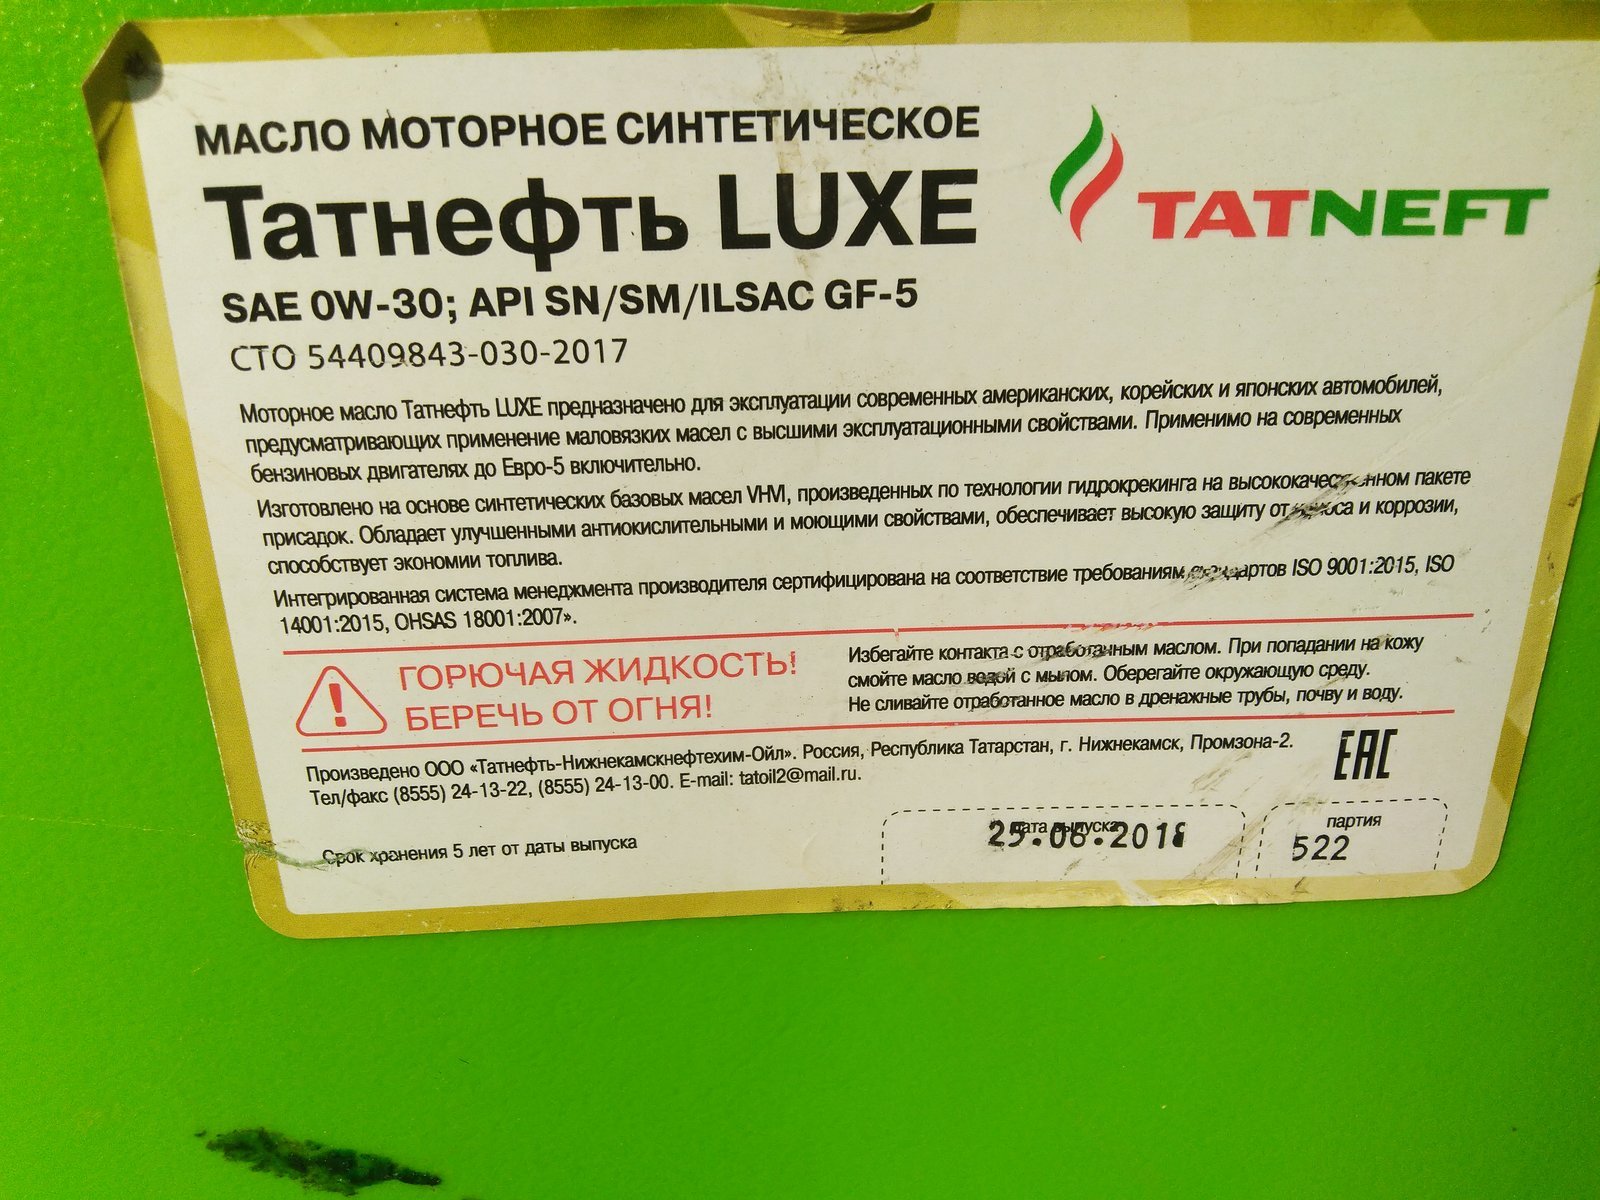 МАСЛО МОТОРНОЕ СИНТЕТИЧЕСКОЕ
Татнефть LUXE
TATNEFT
SAE 0W-30; API SN/SM/ILSAC GF-5
СТО 54409843-030-2017
Моторное масло Татнефть LUXE предназначено для эксплуатации современных американских, корейских и японских автомобилей,
предусматривающих применение маловязких масел с высшими эксплуатационными свойствами. Применимо на современных
бензиновых двигателях до Евро-5 включительно.
Изготовлено на основе синтетических базовых масел VHVI, произведенных по технологии гидрокрекинга на высококачественном пакете
присадок. Обладает улучшенными антиокислительными и моющими свойствами, обеспечивает высокую защиту от износа и коррозии,
способствует экономии топлива.
Интегрированная система менеджмента производителя сертифицирована на соответствие требованиям стандартов ISO 9001:2015, ISO
14001:2015, OHSAS 18001:2007».
ГОРЮЧАЯ ЖИДКОСТЬ!
БЕРЕЧЬ ОТ ОГНЯ!
Избегайте контакта с отработанным маслом. При попадании на кожу
смойте масло водой с мылом. Оберегайте окружающую среду.
Не сливайте отработанное масло в дренажные трубы, почву и воду.
Произведено ООО «Татнефть-Нижнекамскнефтехим-Ойл». Россия, Республика Татарстан, г. Нижнекамск, Промзона-2.
Тел/факс (8555) 24-13-22, (8555) 24-13-00. E-mail: tatoil2@mail.ru.
EAC
Срок хранения 5 лет от даты выпуска
дата выпуска
25.06.2018
партия
522